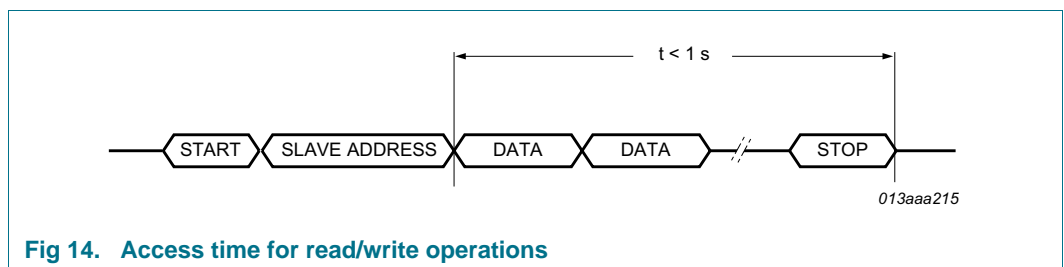 t < 1 s
START SLAVE ADDRESS DATA DATA STOP
013aaa215
Fig 14. Access time for read/write operations